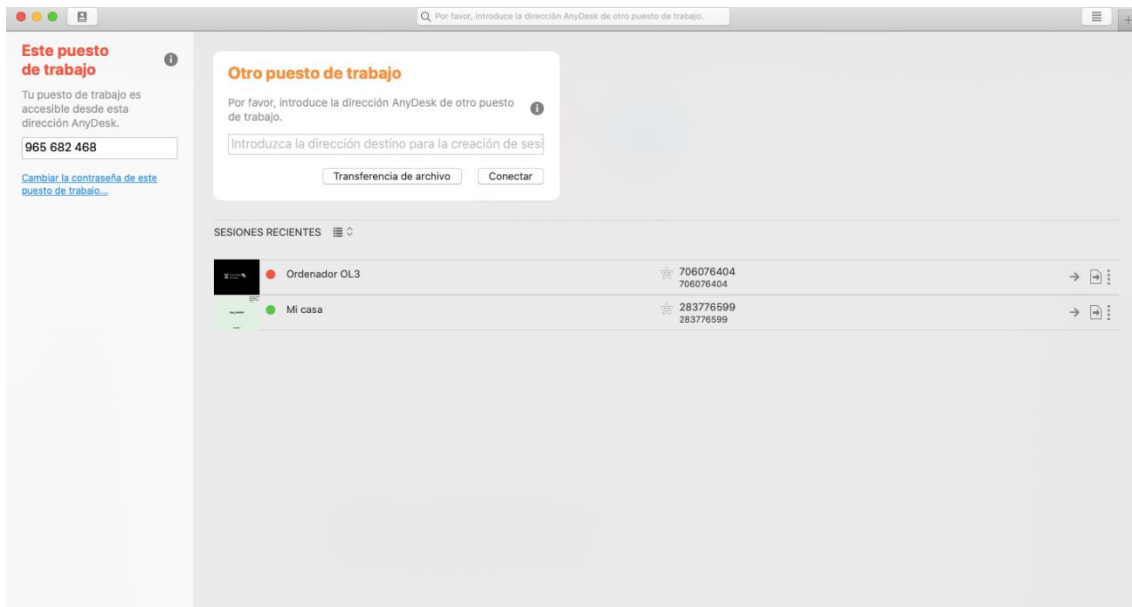 Por favor, introduce la dirección AnyDesk de otro puesto de trabajo.
Este puesto
de trabajo
Tu puesto de trabajo es
accesible desde esta
dirección AnyDesk.
965 682 468
Cambiar la contraseña de este
puesto de trabajo...
Otro puesto de trabajo
Por favor, introduce la dirección AnyDesk de otro puesto
de trabajo.
Introduzca la dirección destino para la creación de sesi
Transferencia de archivo Conectar
SESIONES RECIENTES
Ordenador OL3 706076404
706076404
Mi casa 283776599
283776599